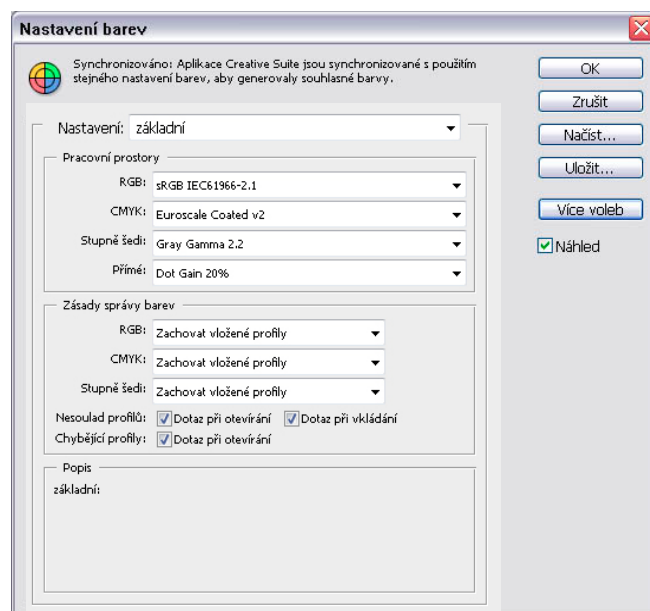 Nastavení barev
Synchronizováno: Aplikace Creative Suite jsou synchronizované s použitím
stejného nastavení barev, aby generovaly souhlasné barvy.
OK
Zrušit
Načíst...
Uložit...
Více voleb
Náhled
Nastavení: základní
Pracovní prostory
RGB: sRGB IEC61966-2.1
CMYK: Euroscale Coated v2
Stupně šedi: Gray Gamma 2.2
Přímé: Dot Gain 20%
Zásady správy barev
RGB: Zachovat vložené profily
CMYK: Zachovat vložené profily
Stupně šedi: Zachovat vložené profily
Nesoulad profilů: Dotaz při otevírání Dotaz při vkládání
Chybějící profily: Dotaz při otevírání
Popis
základní: